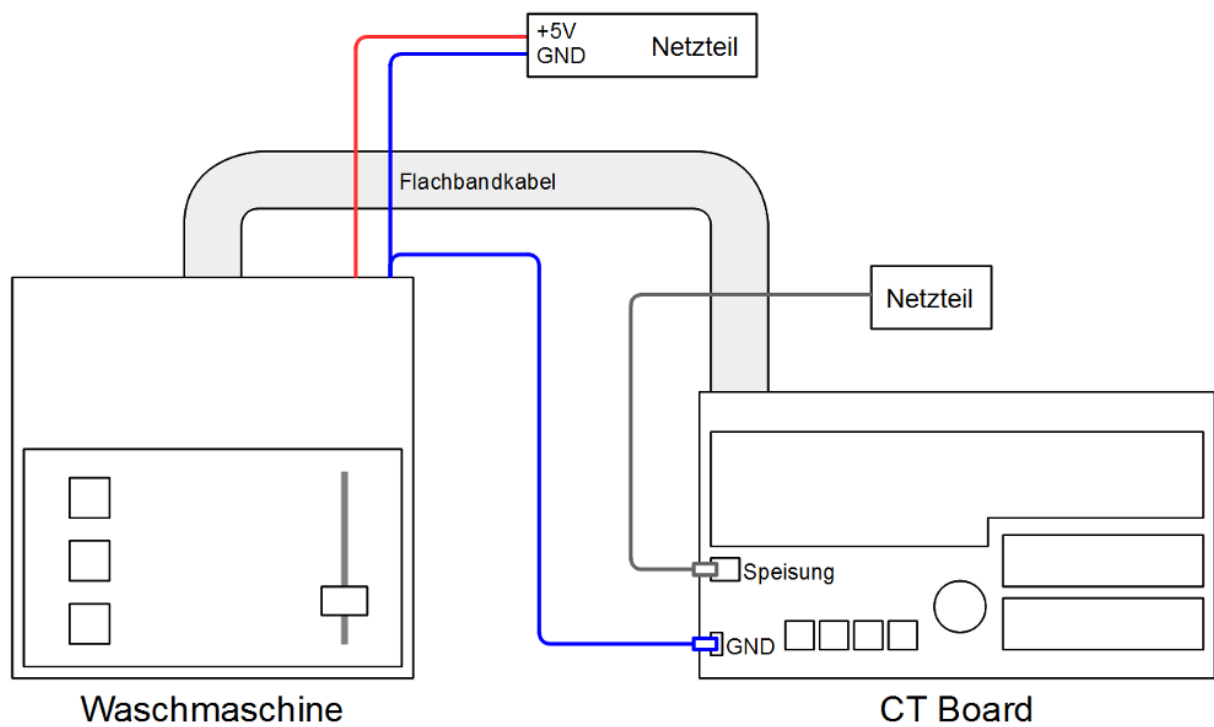 +5V
GND
Netzteil
Flachbandkabel
Netzteil
Speisung
GND
Waschmaschine
CT Board